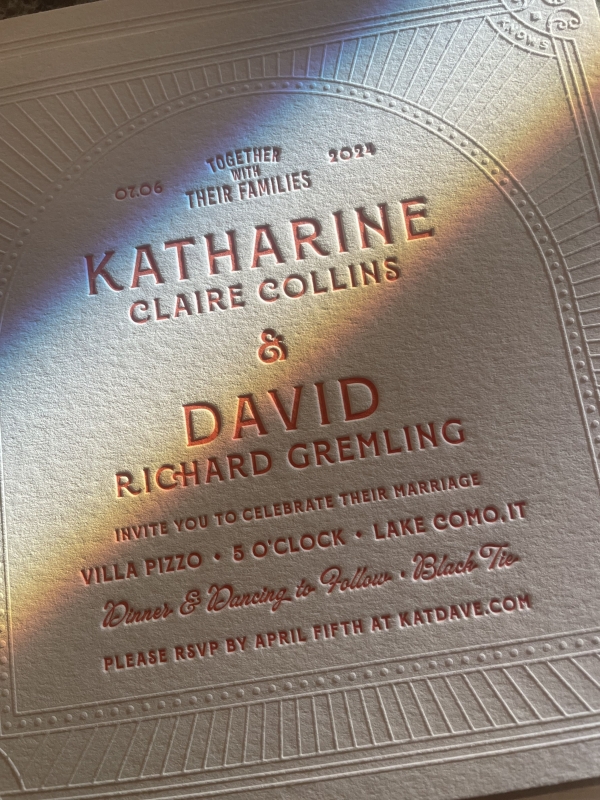 & KNOWS
07.06
TOGETHER
WITH
THEIR FAMILIES
2024
KATHARINE
CLAIRE COLLINS
&
DAVID
RICHARD GREMLING
INVITE YOU TO CELEBRATE THEIR MARRIAGE
VILLA PIZZO • 5 O'CLOCK • LAKE COMO, IT
Dinner & Dancing to Follow • Black Tie
PLEASE RSVP BY APRIL FIFTH AT KATDAVE.COM